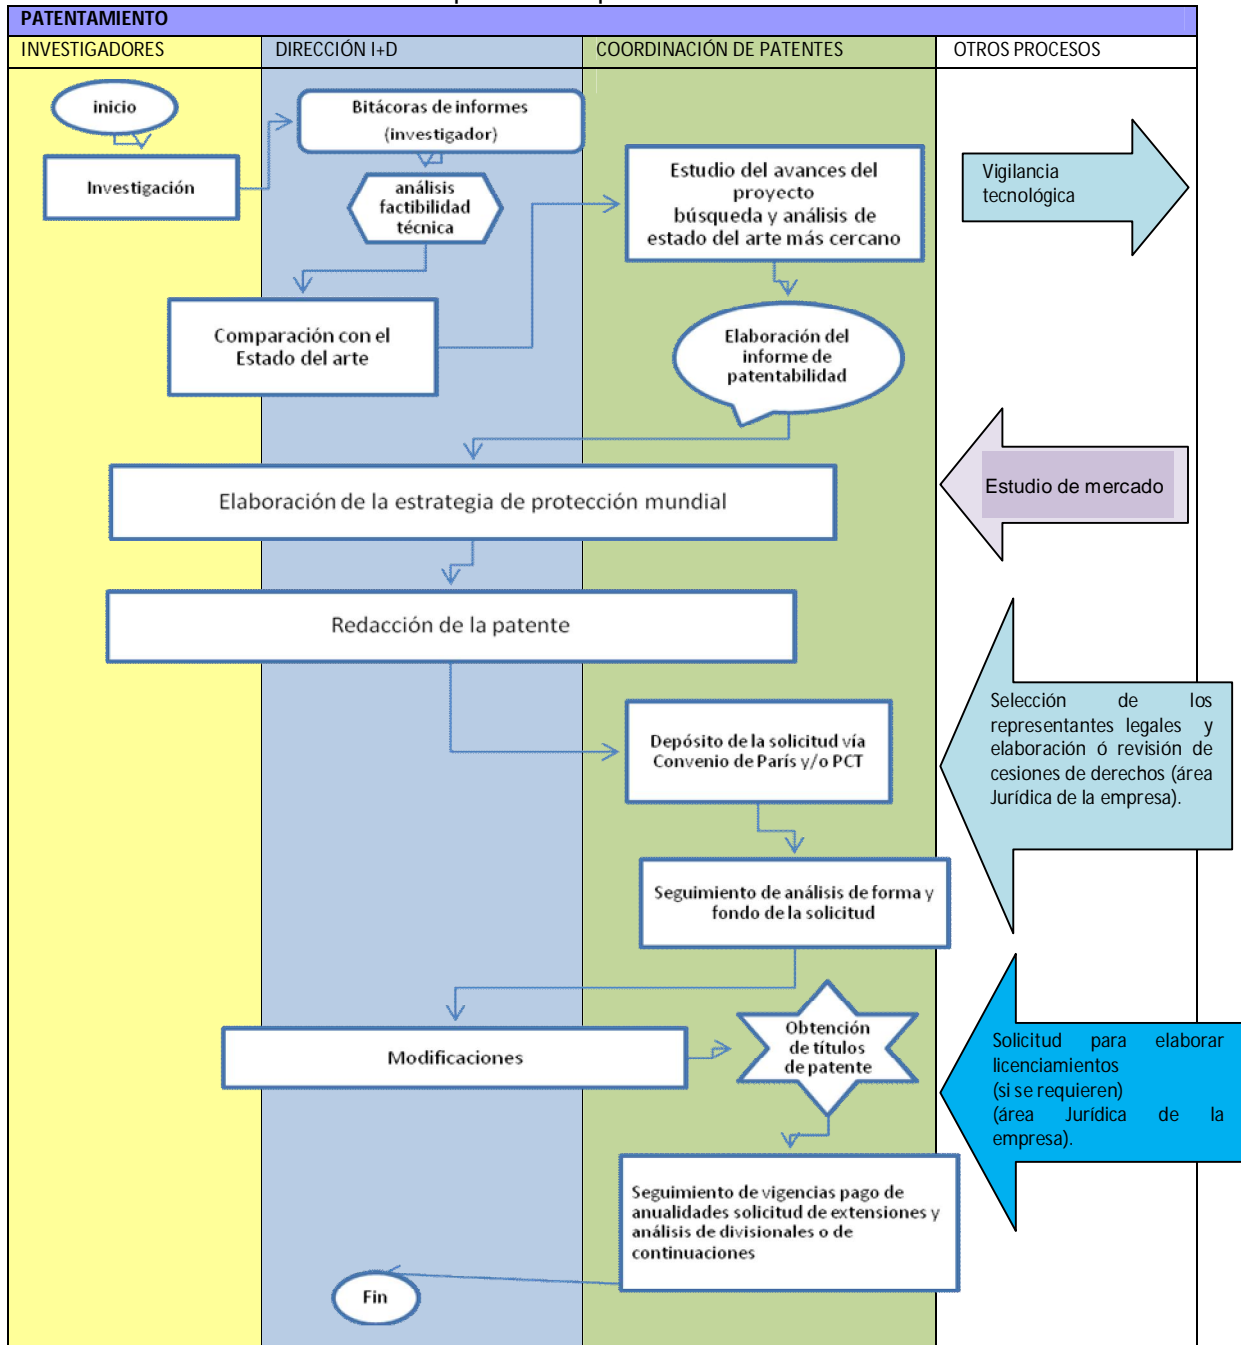 PATENTAMIENTO
INVESTIGADORES
DIRECCIÓN I+D
COORDINACIÓN DE PATENTES
OTROS PROCESOS
inicio
Investigación
Bitácoras de informes
(investigador)
análisis
factibilidad
técnica
Comparación con el
Estado del arte
Estudio del avances del
proyecto
búsqueda y análisis de
estado del arte más cercano
Vigilancia
tecnológica
Elaboración del
informe de
patentabilidad
Elaboración de la estrategia de protección mundial
Estudio de mercado
Redacción de la patente
Depósito de la solicitud vía
Convenio de París y/o PCT
Selección de los
representantes legales y
elaboración ó revisión de
cesiones de derechos (área
Jurídica de la empresa).
Seguimiento de análisis de forma y
fondo de la solicitud
Modificaciones
Obtención
de títulos
de patente
Solicitud para elaborar
licenciamientos
(si se requieren)
(área Jurídica de la
empresa).
Seguimiento de vigencias pago de
anualidades solicitud de extensiones y
análisis de divisionales o de
continuaciones
Fin